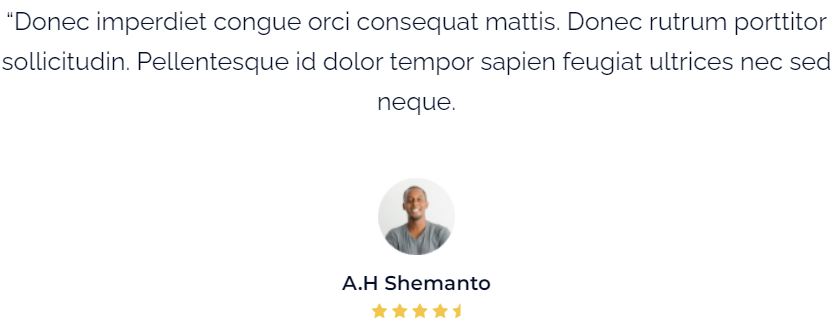 “Donec imperdiet congue orci consequat mattis. Donec rutrum porttitor
sollicitudin. Pellentesque id dolor tempor sapien feugiat ultrices nec sed
neque.
A.H Shemanto